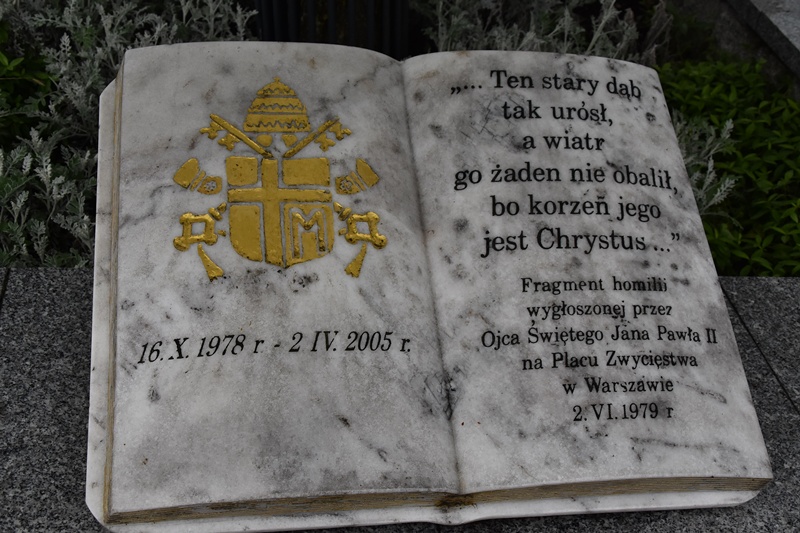 M
16. X. 1978 r. - 2 IV. 2005 r.
„... Ten stary dąb
tak urósł,
a wiatr
go żaden nie obalił,
bo korzeń jego
jest Chrystus ...”
Fragment homilii
wygłoszonej przez
Ojca Świętego Jana Pawła II
na Placu Zwycięstwa
w Warszawie
2. VI. 1979 r